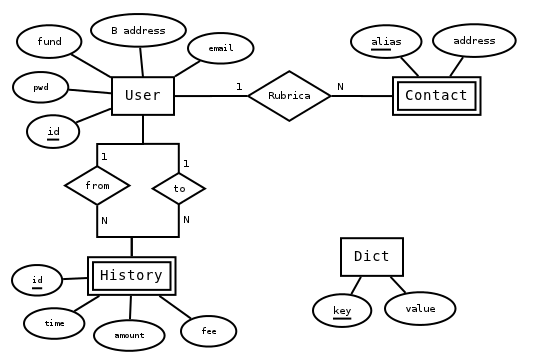 fund
B address
email
alias
address
pwd
User
1
Rubrica
N
Contact
id
1
1
from
to
N
N
Dict
id
History
key
value
time
amount
fee